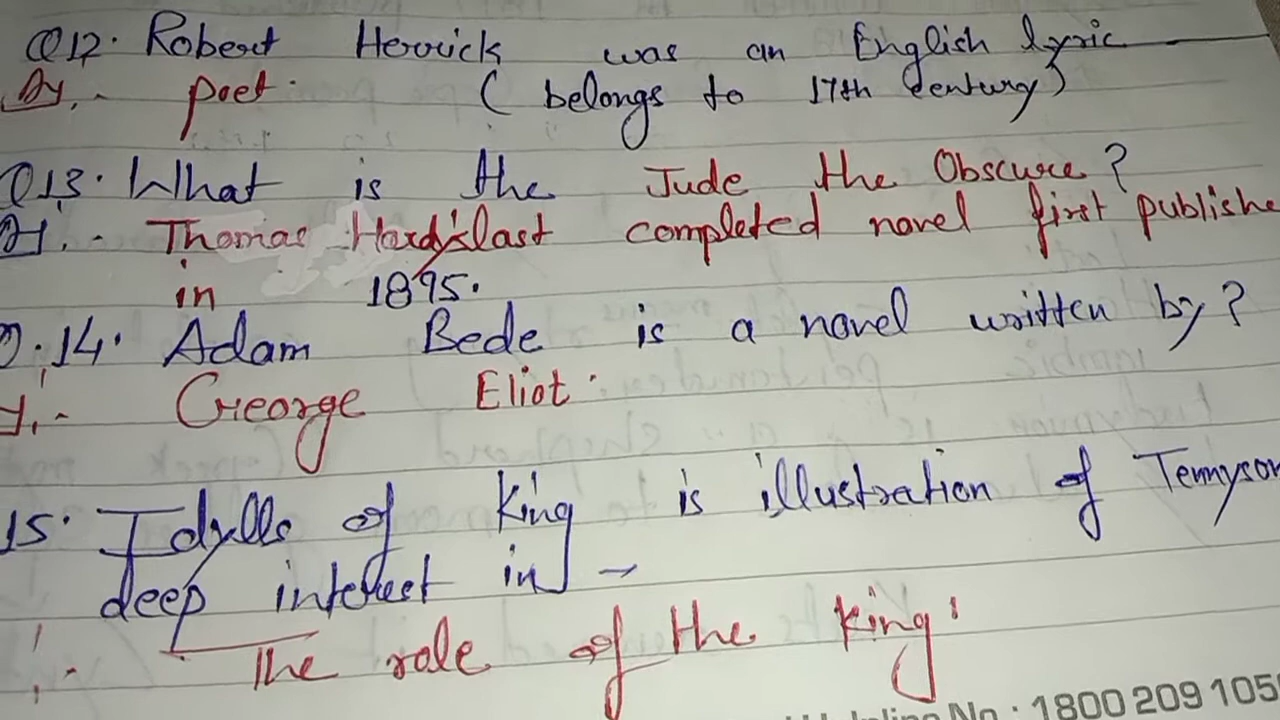 Q12. Robert Herrick was an English lyric
poet. (belongs to 17th Century)
Q13. What is the Jude the Obscure?
Thomas Hardy's last completed novel first publishe
in 1895.
.14. Adam Bede is a novel written by?
George Eliot.
15. Idylls of King is illustration of Tennyson
deep interest in -
The role of the king.
No : 1800 209 105